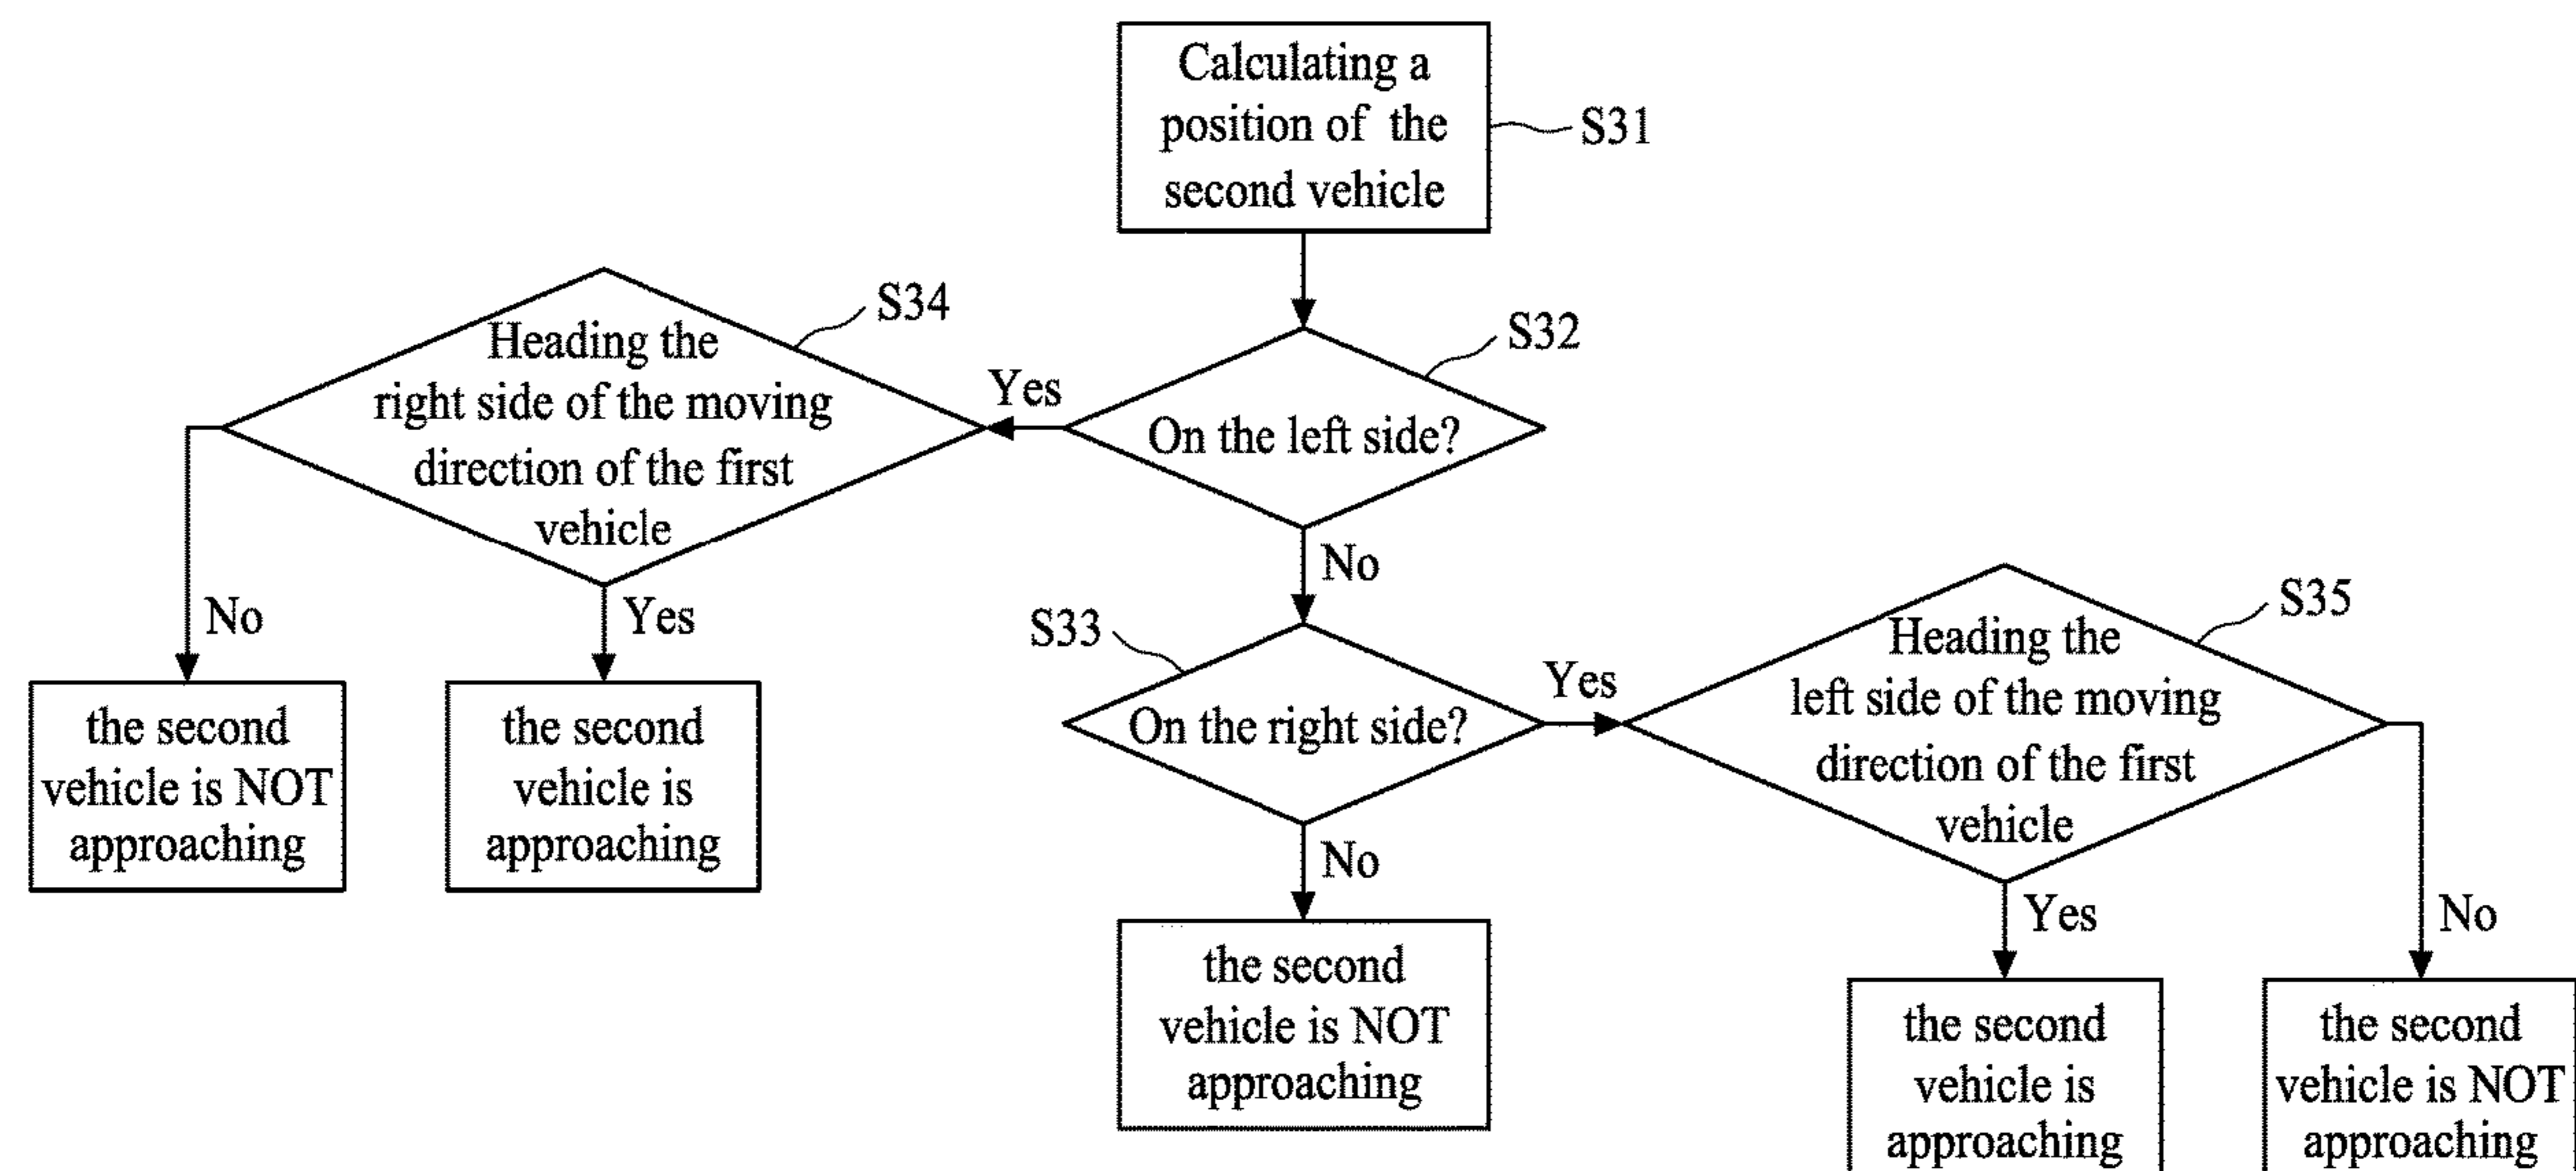 Calculating a
position of the
second vehicle
S31
S34
Heading the
right side of the moving
direction of the first
vehicle
Yes
S32
On the left side?
No
Yes
No
the second
vehicle is NOT
approaching
the second
vehicle is
approaching
S33
On the right side?
Yes
S35
Heading the
left side of the moving
direction of the first
vehicle
No
the second
vehicle is NOT
approaching
Yes
No
the second
vehicle is
approaching
the second
vehicle is NOT
approaching